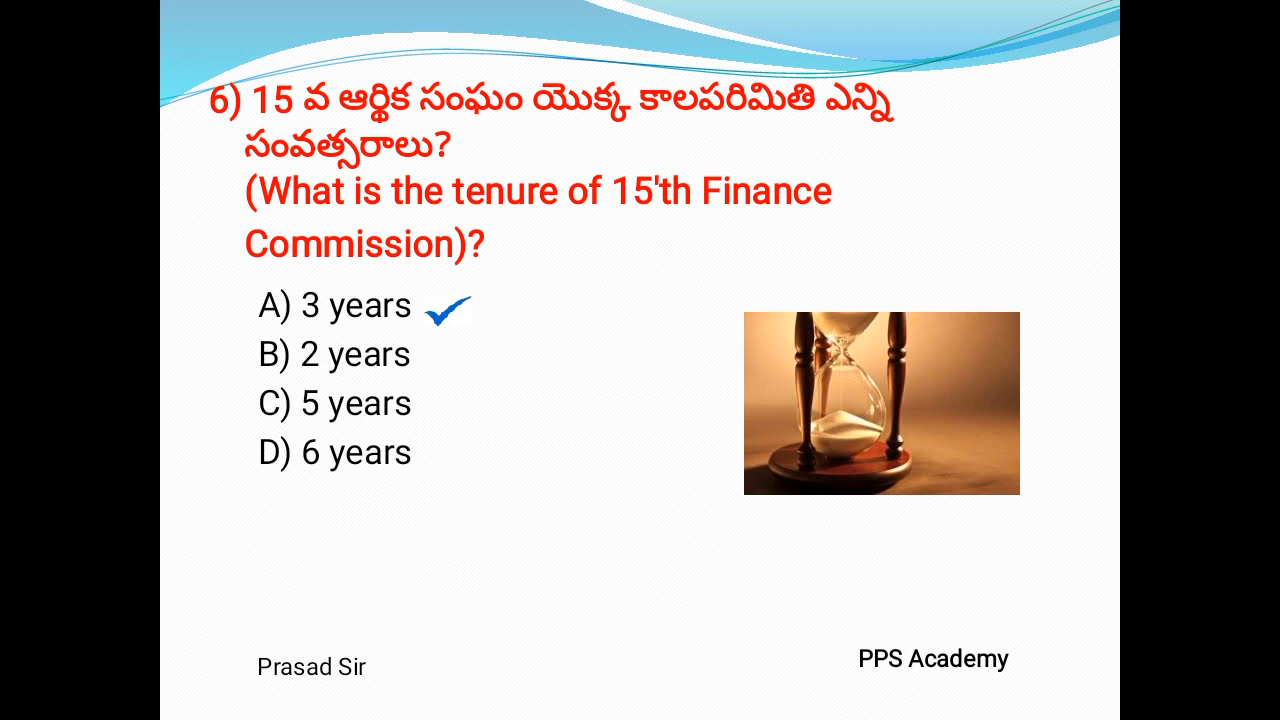 6) 15 వ ఆర్థిక సంఘం యొక్క కాలపరిమితి ఎన్ని
సంవత్సరాలు?
(What is the tenure of 15'th Finance
Commission)?
A) 3 years
B) 2 years
C) 5 years
D) 6 years
Prasad Sir
PPS Academy